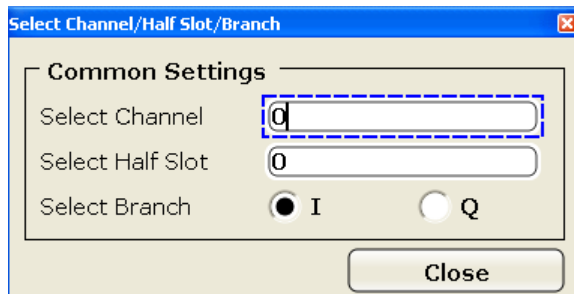 Select Channel/Half Slot/Branch
Common Settings
Select Channel 0
Select Half Slot 0
Select Branch I Q
Close